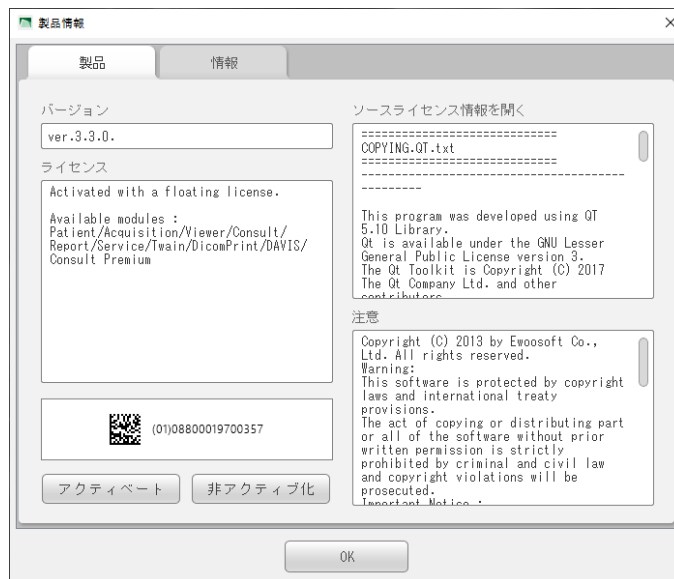 製品情報
製品
情報
バージョン
ver.3.3.0.
ライセンス
Activated with a floating license.
Available modules :
Patient/Acquisition/Viewer/Consult/
Report/Service/Twain/DicomPrint/DAVIS/
Consult Premium
(01)08800019700357
アクティベート
非アクティブ化
ソースライセンス情報を開く
=============================
COPYING.QT.txt
=============================
---------------------------------------
---------
This program was developed using QT
5.10 Library.
Qt is available under the GNU Lesser
General Public License version 3.
The Qt Toolkit is Copyright (C) 2017
The Qt Company Ltd. and other
contributors
注意
Copyright (C) 2013 by Ewoosoft Co.,
Ltd. All rights reserved.
Warning:
This software is protected by copyright
laws and international treaty
provisions.
The act of copying or distributing part
or all of the software without prior
written permission is strictly
prohibited by criminal and civil law
and copyright violations will be
prosecuted.
Important Notice :
OK